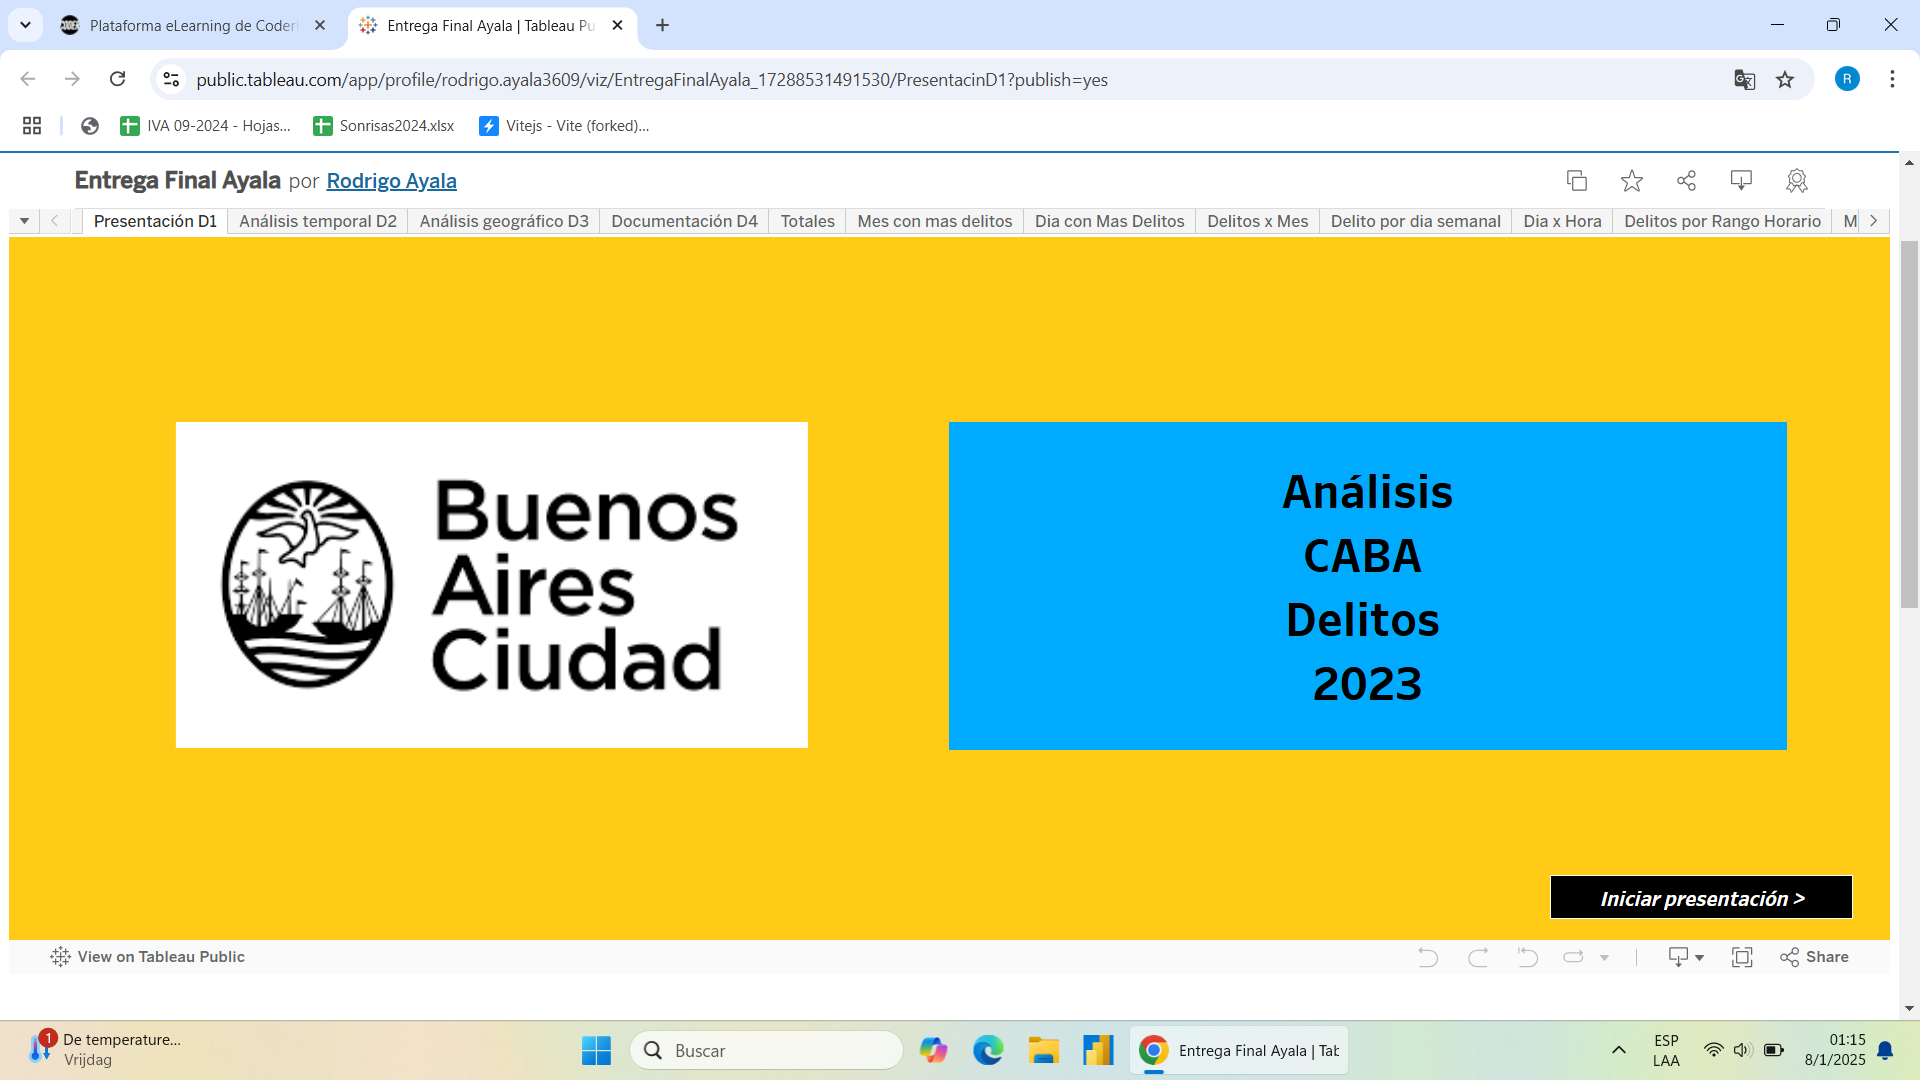 Plataforma eLearning de Coder
Entrega Final Ayala | Tableau Pu
public.tableau.com/app/profile/rodrigo.ayala3609/viz/EntregaFinalAyala_17288531491530/PresentacinD1?publish=yes
R
IVA 09-2024 - Hojas...
Sonrisas2024.xlsx
Vitejs - Vite (forked)...
Entrega Final Ayala por Rodrigo Ayala
Presentación D1
Análisis temporal D2
Análisis geográfico D3
Documentación D4
Totales
Mes con mas delitos
Dia con Mas Delitos
Delitos x Mes
Delito por dia semanal
Dia x Hora
Delitos por Rango Horario
M
Buenos
Aires
Ciudad
Análisis
CABA
Delitos
2023
Iniciar presentación >
View on Tableau Public
Share
1
De temperature...
Vrijdag
Buscar
Entrega Final Ayala | Tab
ESP
LAA
01:15
8/1/2025